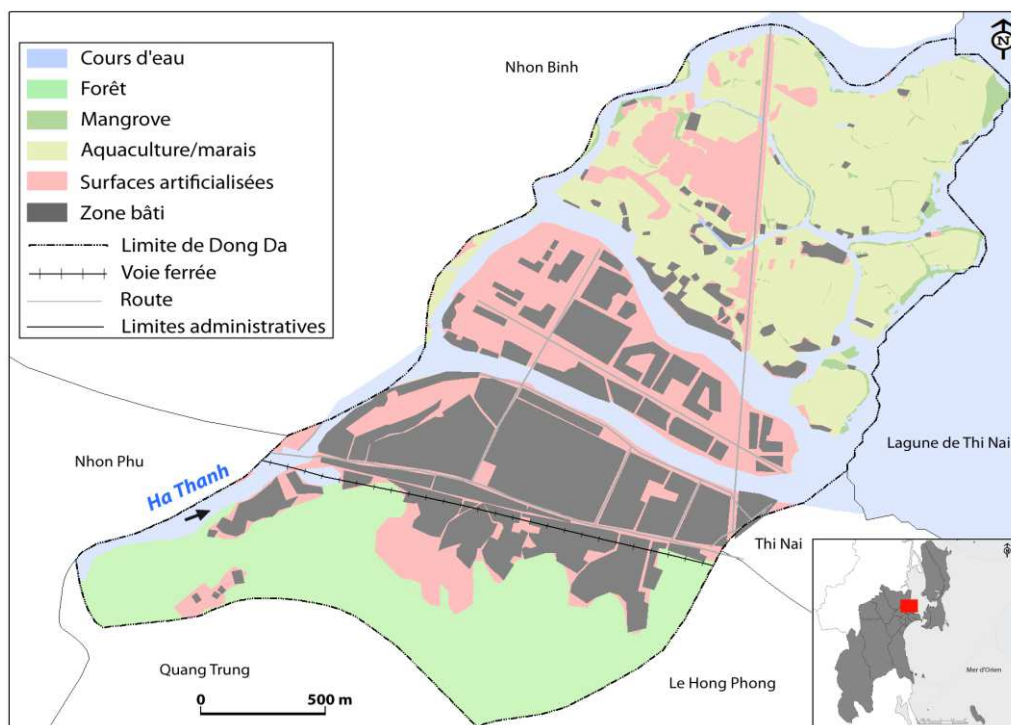 Cours d'eau
Forêt
Mangrove
Aquaculture/marais
Surfaces artificialisées
Zone bâti
Limite de Dong Da
Voie ferrée
Route
Limites administratives
Nhon Binh
N
Lagune de Thi Nai
Nhon Phu
Ha Thanh
Thi Nai
Quang Trung
0 500 m
Le Hong Phong
Mer d'Orien